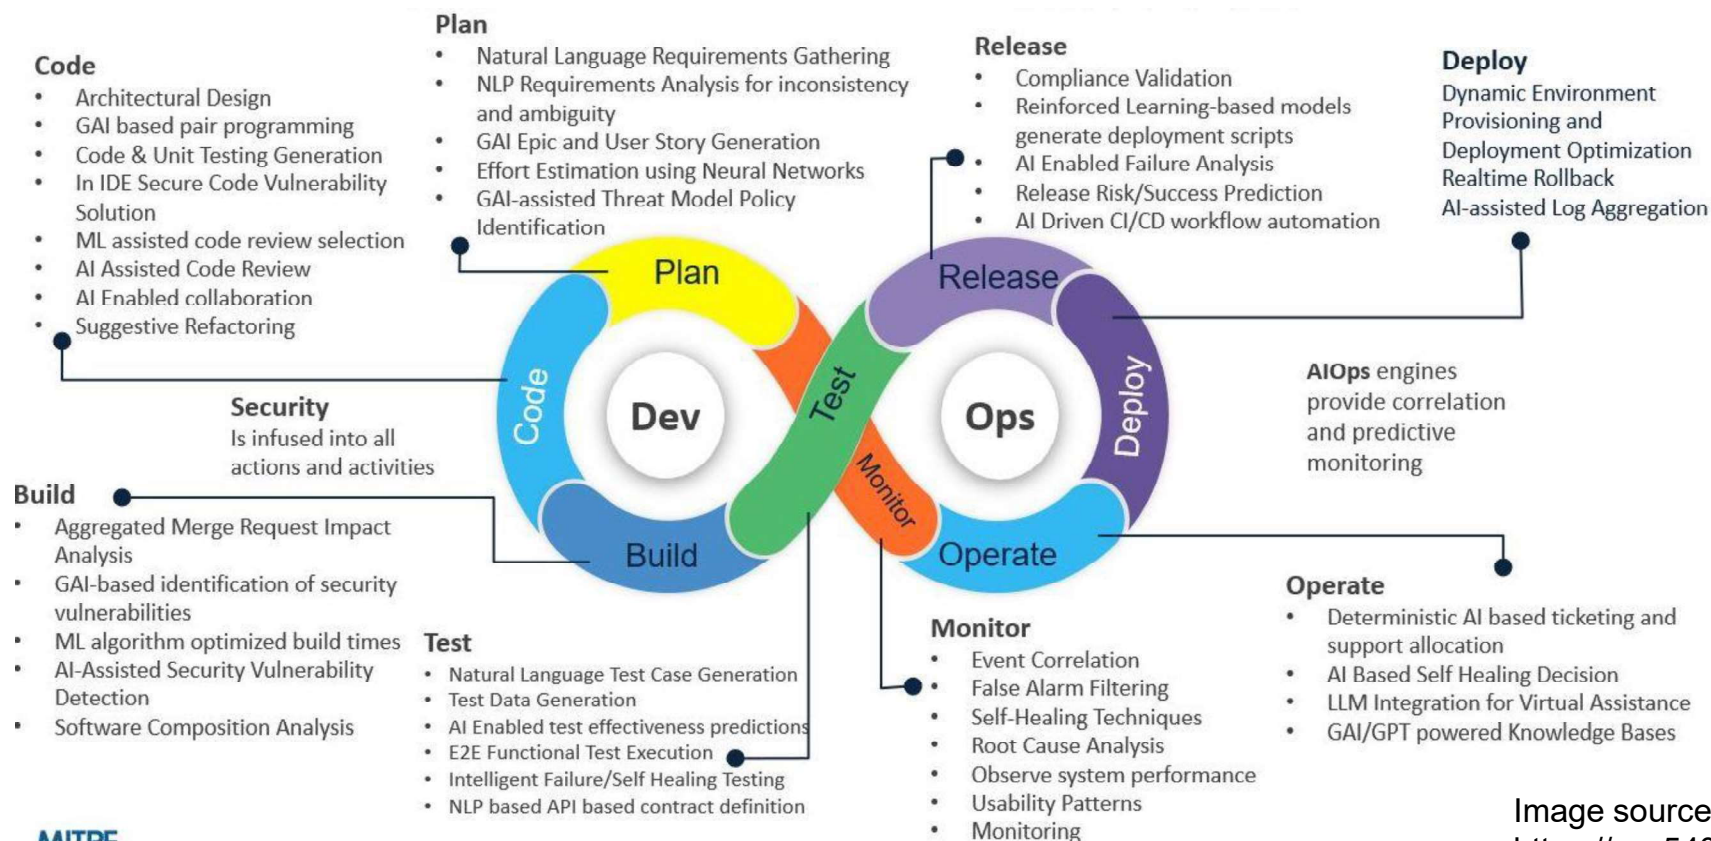 Plan
• Natural Language Requirements Gathering
• NLP Requirements Analysis for inconsistency
and ambiguity
• GAI Epic and User Story Generation
• Effort Estimation using Neural Networks
• GAI-assisted Threat Model Policy
Identification
Code
• Architectural Design
• GAI based pair programming
• Code & Unit Testing Generation
• In IDE Secure Code Vulnerability
Solution
• ML assisted code review selection
• AI Assisted Code Review
• AI Enabled collaboration
• Suggestive Refactoring
Release
• Compliance Validation
• Reinforced Learning-based models
generate deployment scripts
• AI Enabled Failure Analysis
• Release Risk/Success Prediction
• AI Driven CI/CD workflow automation
Deploy
Dynamic Environment
Provisioning and
Deployment Optimization
Realtime Rollback
AI-assisted Log Aggregation
Plan
Release
Code
Dev
Test
Ops
Deploy
Monitor
Build
Operate
Security
Is infused into all
actions and activities
AIOps engines
provide correlation
and predictive
monitoring
Build
• Aggregated Merge Request Impact
Analysis
• GAI-based identification of security
vulnerabilities
• ML algorithm optimized build times
• AI-Assisted Security Vulnerability
Detection
• Software Composition Analysis
Test
• Natural Language Test Case Generation
• Test Data Generation
• AI Enabled test effectiveness predictions
• E2E Functional Test Execution
• Intelligent Failure/Self Healing Testing
• NLP based API based contract definition
Monitor
• Event Correlation
• False Alarm Filtering
• Self-Healing Techniques
• Root Cause Analysis
• Observe system performance
• Usability Patterns
• Monitoring
Operate
• Deterministic AI based ticketing and
support allocation
• AI Based Self Healing Decision
• LLM Integration for Virtual Assistance
• GAI/GPT powered Knowledge Bases
MITRE
Image source